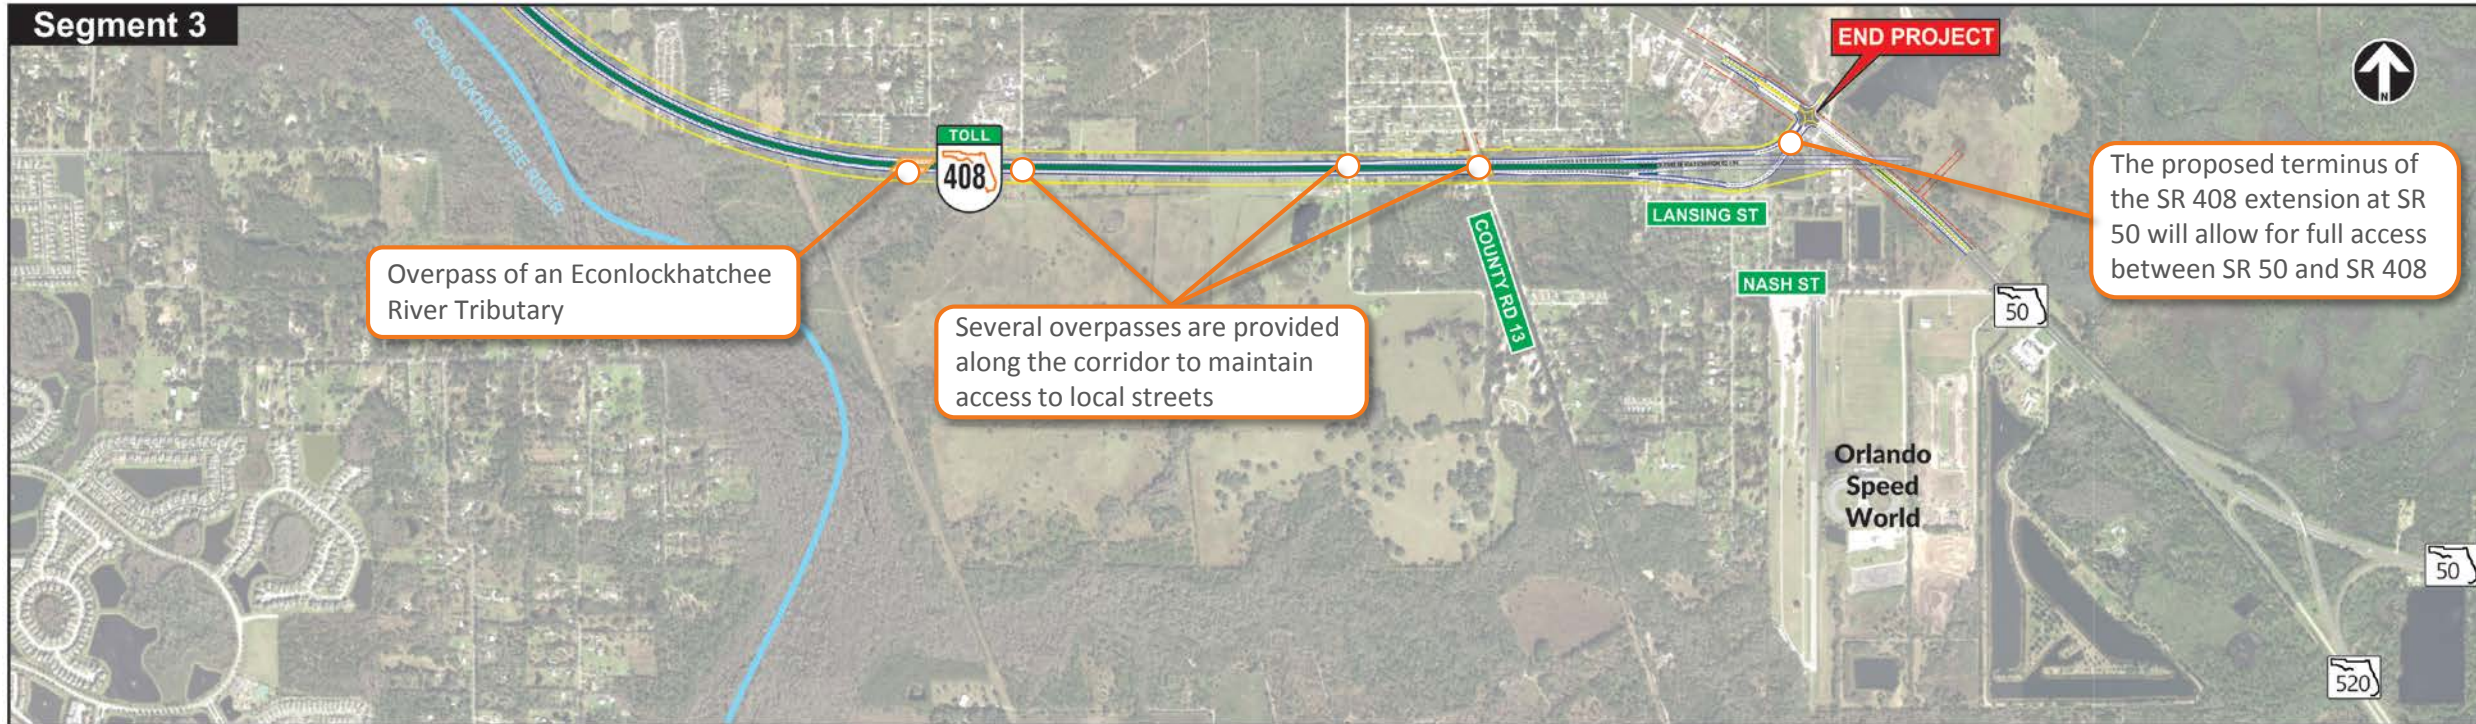 Segment 3
END PROJECT
N
ECONLOCKHATCHEE RIVER
TOLL
408
The proposed terminus of
the SR 408 extension at SR
50 will allow for full access
between SR 50 and SR 408
LANSING ST
COUNTY RD 13
Overpass of an Econlockhatchee
River Tributary
NASH ST
50
Several overpasses are provided
along the corridor to maintain
access to local streets
Orlando
Speed
World
50
520